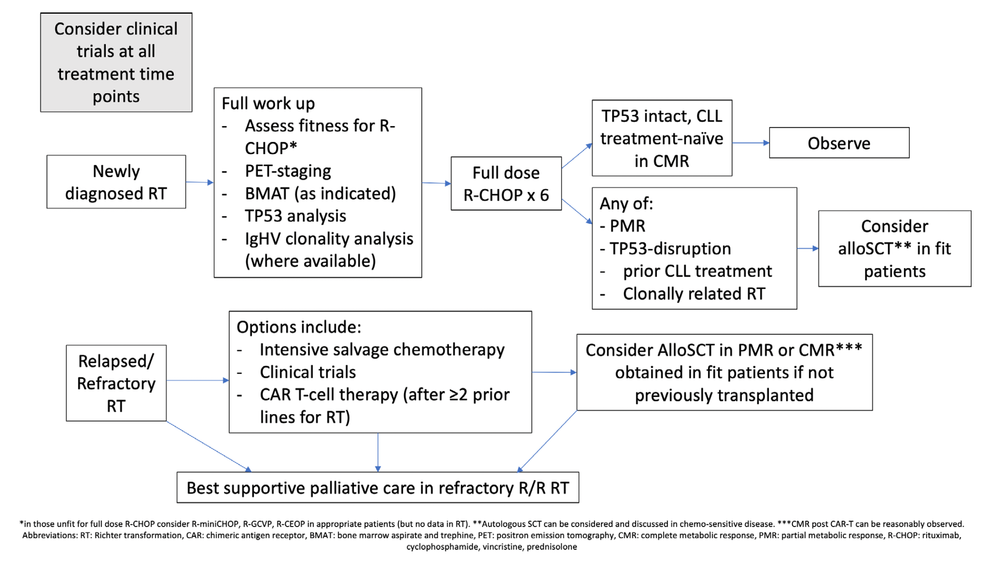 Consider clinical
trials at all
treatment time
points
Newly
diagnosed RT
Full work up
- Assess fitness for R-
CHOP*
- PET-staging
- BMAT (as indicated)
- TP53 analysis
- IgHV clonality analysis
(where available)
Full dose
R-CHOP x 6
TP53 intact, CLL
treatment-naïve
in CMR
Observe
Any of:
- PMR
- TP53-disruption
- prior CLL treatment
- Clonally related RT
Consider
alloSCT** in fit
patients
Relapsed/
Refractory
RT
Options include:
- Intensive salvage chemotherapy
- Clinical trials
- CAR T-cell therapy (after ≥2 prior
lines for RT)
Consider AlloSCT in PMR or CMR***
obtained in fit patients if not
previously transplanted
Best supportive palliative care in refractory R/R RT
*in those unfit for full dose R-CHOP consider R-miniCHOP, R-GCVP, R-CEOP in appropriate patients (but no data in RT). **Autologous SCT can be considered and discussed in chemo-sensitive disease. ***CMR post CAR-T can be reasonably observed.
Abbreviations: RT: Richter transformation, CAR: chimeric antigen receptor, BMAT: bone marrow aspirate and trephine, PET: positron emission tomography, CMR: complete metabolic response, PMR: partial metabolic response, R-CHOP: rituximab,
cyclophosphamide, vincristine, prednisolone